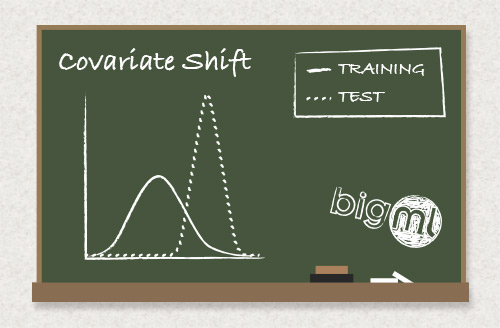 Covariate Shift
TRAINING
TEST
bigml